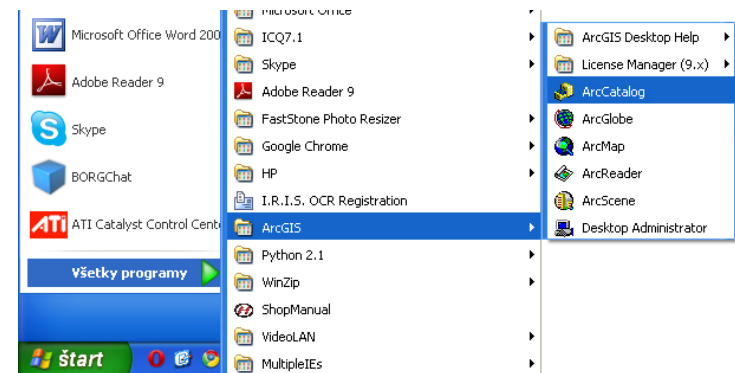 Microsoft Office Word 200
Adobe Reader 9
Skype
BORGChat
ATI
ATI Catalyst Control Cent
Všetky programy
štart
Microsoft Office
ICQ7.1
Skype
Adobe Reader 9
FastStone Photo Resizer
Google Chrome
HP
I.R.I.S. OCR Registration
ArcGIS
Python 2.1
WinZip
ShopManual
VideoLAN
MultipleIEs
ArcGIS Desktop Help
License Manager (9.x)
ArcCatalog
ArcGlobe
ArcMap
ArcReader
ArcScene
Desktop Administrator